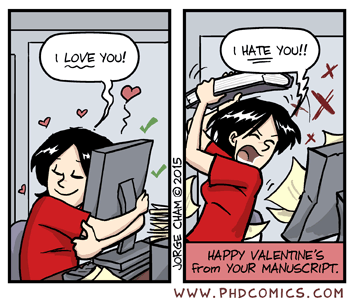 I LOVE YOU!
I HATE YOU!!
JORGE CHAM © 2015
HAPPY VALENTINE'S
from YOUR MANUSCRIPT.
WWW.PHDCOMICS.COM